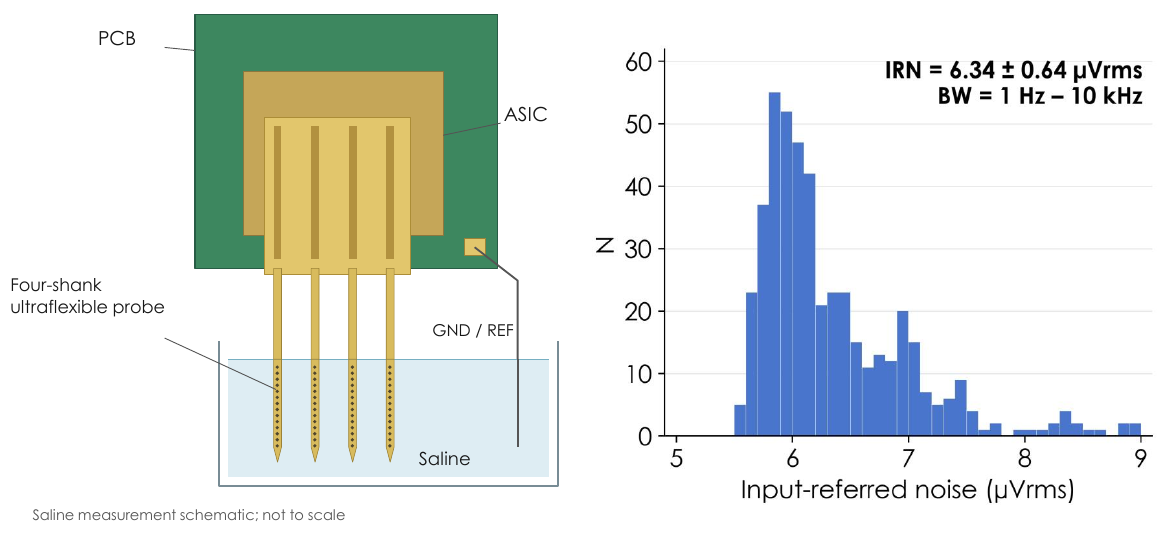 PCB
ASIC
Four-shank
ultraflexible probe
GND / REF
Saline
Saline measurement schematic; not to scale
IRN = 6.34 ± 0.64 µVrms
BW = 1 Hz – 10 kHz
60
50
40
30
20
10
0
N
5 6 7 8 9
Input-referred noise (µVrms)